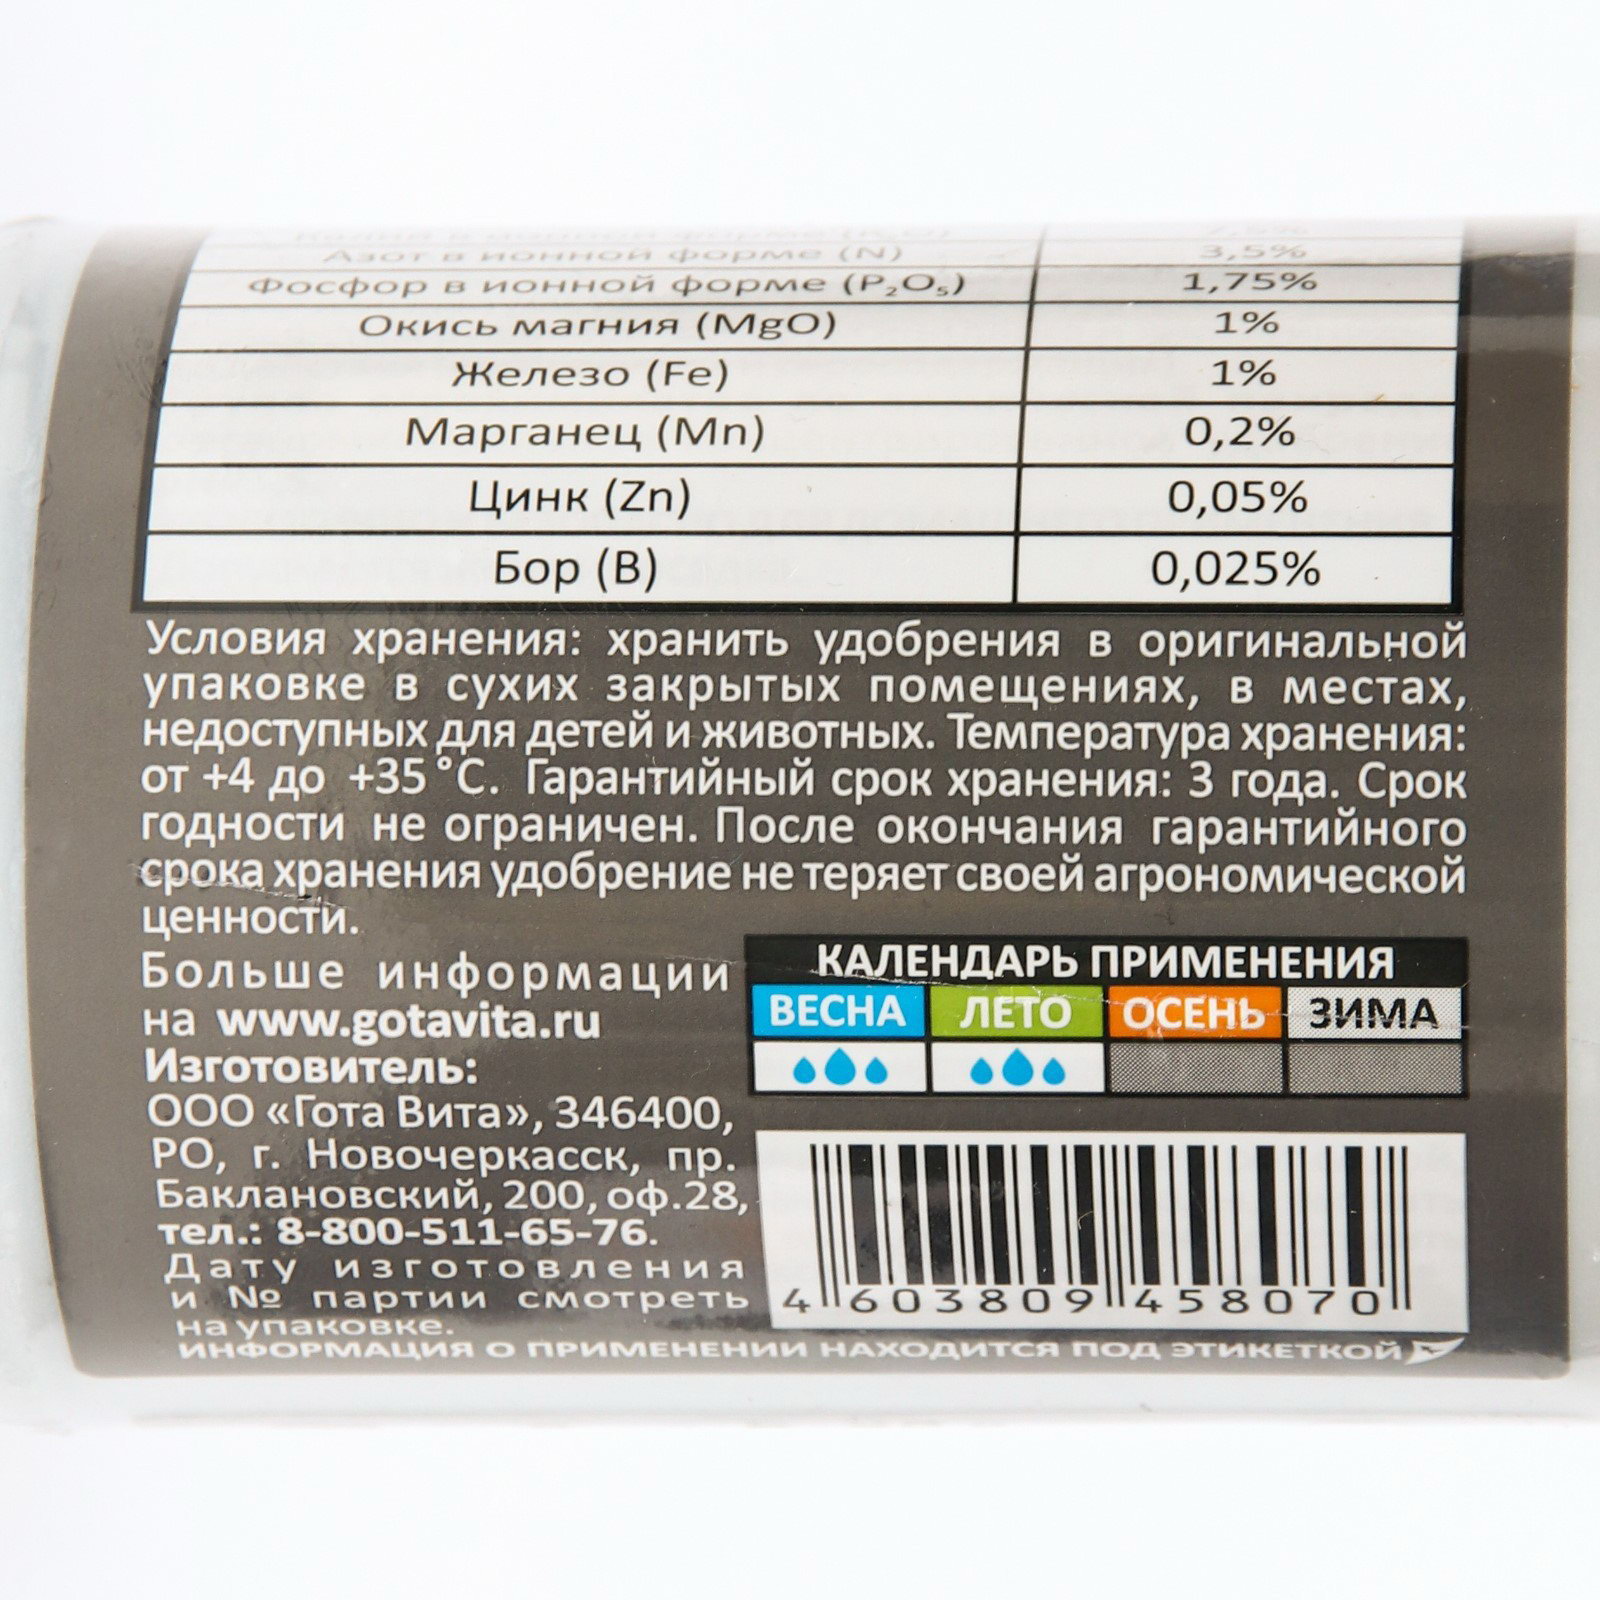 Азот в ионной форме (N) 3,5%
Фосфор в ионной форме (P₂O₅) 1,75%
Окись магния (MgO) 1%
Железо (Fe) 1%
Марганец (Mn) 0,2%
Цинк (Zn) 0,05%
Бор (В) 0,025%
Условия хранения: хранить удобрения в оригинальной
упаковке в сухих закрытых помещениях, в местах,
недоступных для детей и животных. Температура хранения:
от +4 до +35°С. Гарантийный срок хранения: 3 года. Срок
годности не ограничен. После окончания гарантийного
срока хранения удобрение не теряет своей агрономической
ценности.
Больше информации
на www.gotavita.ru
Изготовитель:
ООО «Гота Вита», 346400,
РО, г. Новочеркасск, пр.
Баклановский, 200, оф.28,
тел.: 8-800-511-65-76.
Дату изготовления
и № партии смотреть
на упаковке.
КАЛЕНДАРЬ ПРИМЕНЕНИЯ
ВЕСНА ЛЕТО ОСЕНЬ ЗИМА
4 603809 458070
ИНФОРМАЦИЯ О ПРИМЕНЕНИИ НАХОДИТСЯ ПОД ЭТИКЕТКОЙ